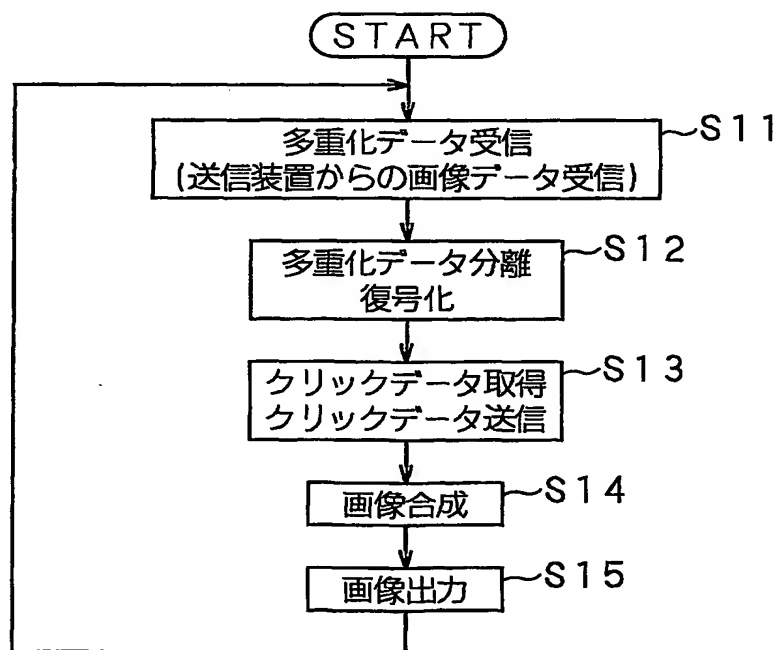 START
多重化データ受信
(送信装置からの画像データ受信)
S11
多重化データ分離
復号化
S12
クリックデータ取得
クリックデータ送信
S13
画像合成
S14
画像出力
S15